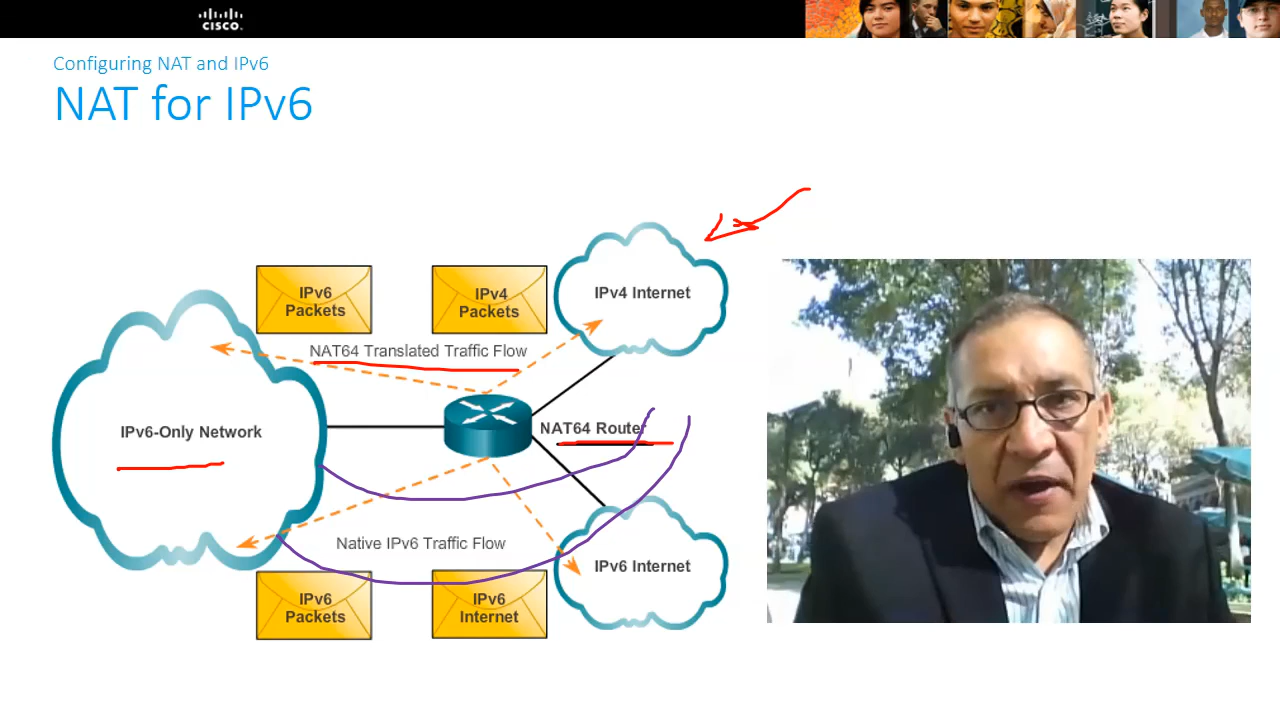 CISCO.
Configuring NAT and IPv6
NAT for IPv6
IPv6
Packets
IPv4
Packets
IPv4 Internet
NAT64 Translated Traffic Flow
IPv6-Only Network
NAT64 Router
Native IPv6 Traffic Flow
IPv6 Internet
IPv6
Packets
IPv6
Internet